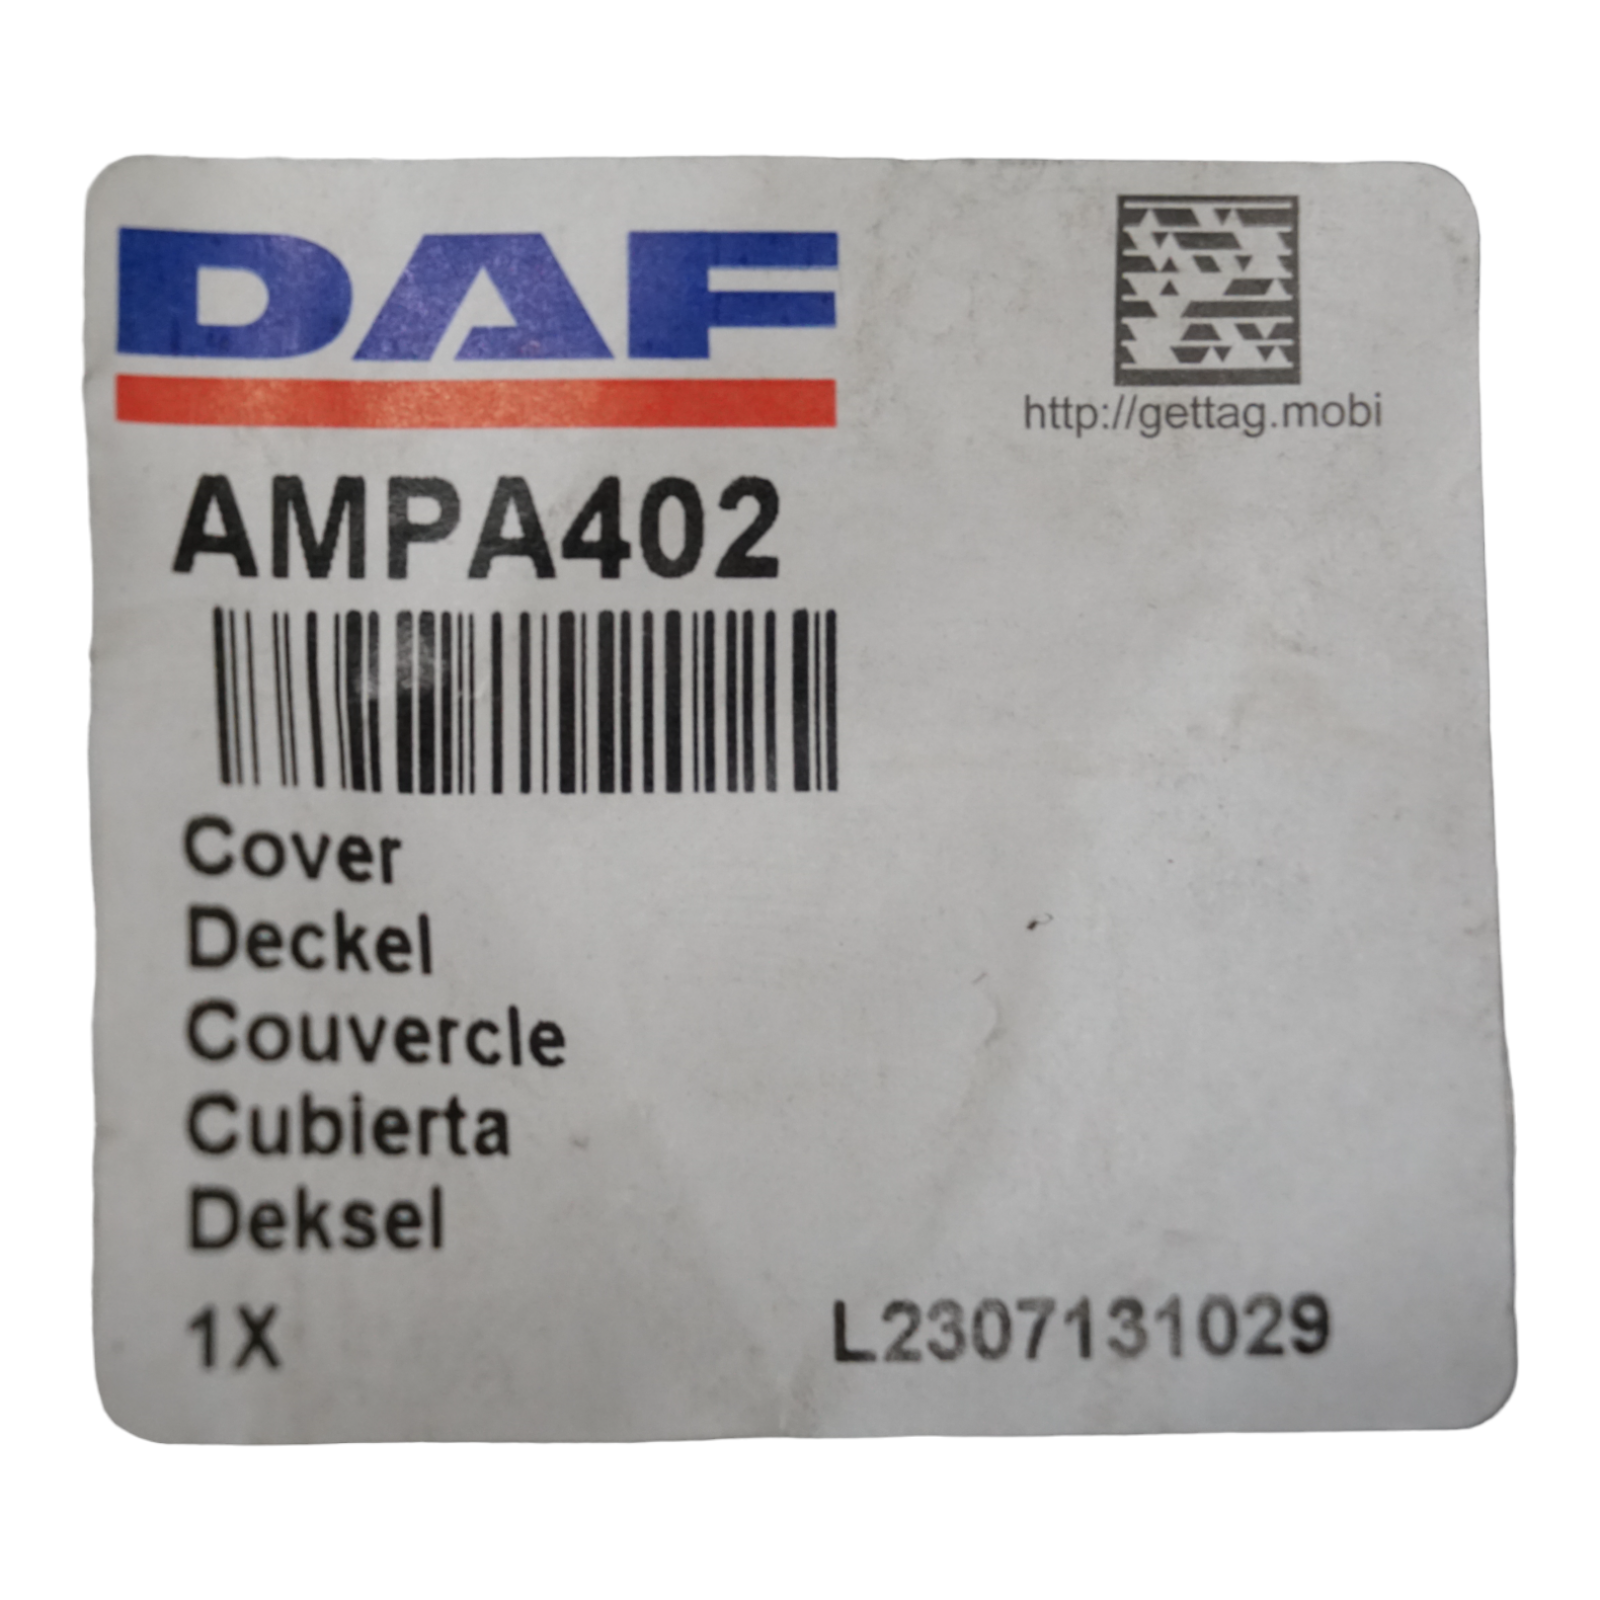 DAF
http://gettag.mobi
AMPA402
Cover
Deckel
Couvercle
Cubierta
Deksel
1X
L2307131029